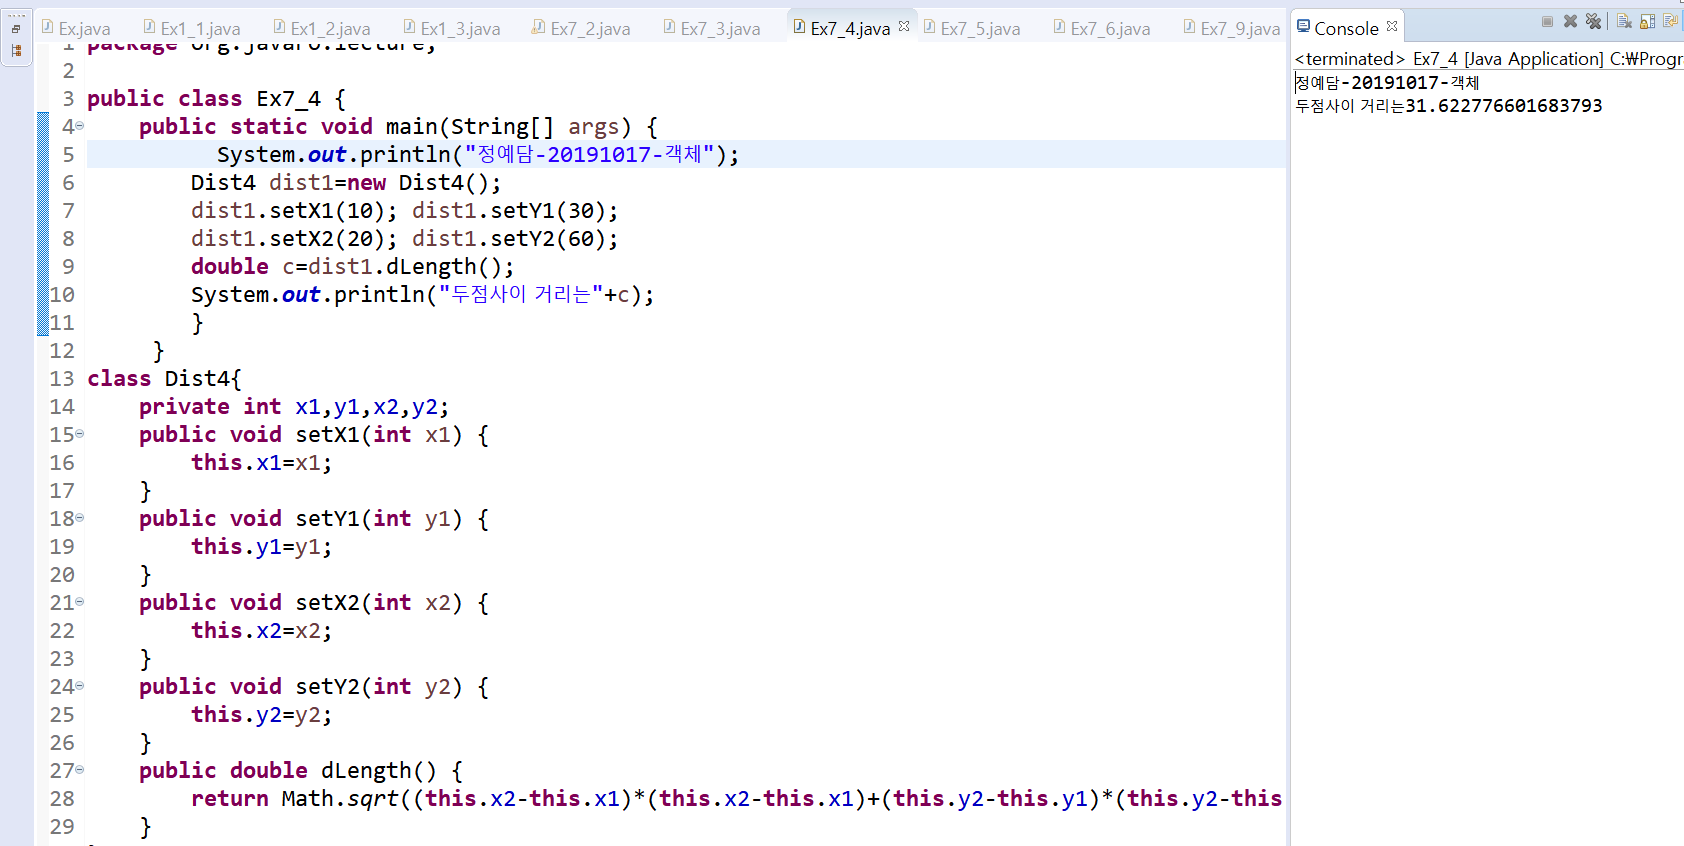 Ex.java Ex1_1.java Ex1_2.java Ex1_3.java Ex7_2.java Ex7_3.java Ex7_4.java Ex7_5.java Ex7_6.java Ex7_9.java
1 package org.java
2
3 public class Ex7_4 {
4 public static void main(String[] args) {
5 System.out.println("정예담-20191017-객체");
6 Dist4 dist1=new Dist4();
7 dist1.setX1(10); dist1.setY1(30);
8 dist1.setX2(20); dist1.setY2(60);
9 double c=dist1.dLength();
10 System.out.println("두점사이 거리는"+c);
11 }
12 }
13 class Dist4{
14 private int x1,y1,x2,y2;
15 public void setX1(int x1) {
16 this.x1=x1;
17 }
18 public void setY1(int y1) {
19 this.y1=y1;
20 }
21 public void setX2(int x2) {
22 this.x2=x2;
23 }
24 public void setY2(int y2) {
25 this.y2=y2;
26 }
27 public double dLength() {
28 return Math.sqrt((this.x2-this.x1)*(this.x2-this.x1)+(this.y2-this.y1)*(this.y2-this
29 }
Console
<terminated> Ex7_4 [Java Application] C:₩Progra
정예담-20191017-객체
두점사이 거리는31.622776601683793